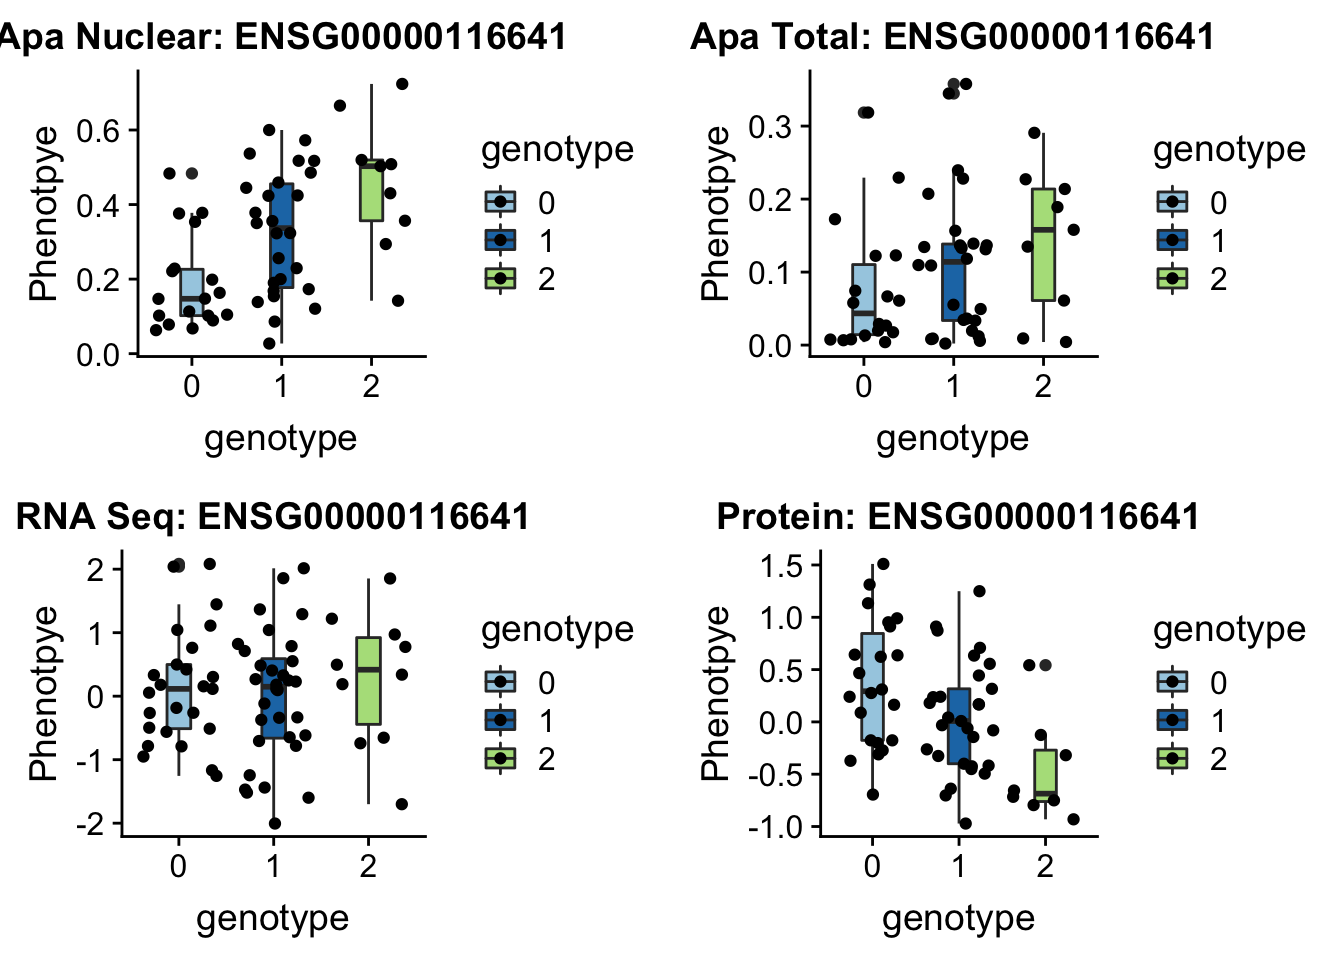 Apa Nuclear: ENSG00000116641
Phenotpye
0.6
0.4
0.2
0.0
0 1 2
genotype
genotype
0
1
2
Apa Total: ENSG00000116641
Phenotpye
0.3
0.2
0.1
0.0
0 1 2
genotype
genotype
0
1
2
RNA Seq: ENSG00000116641
Phenotpye
2
1
0
-1
-2
0 1 2
genotype
genotype
0
1
2
Protein: ENSG00000116641
Phenotpye
1.5
1.0
0.5
0.0
-0.5
-1.0
0 1 2
genotype
genotype
0
1
2